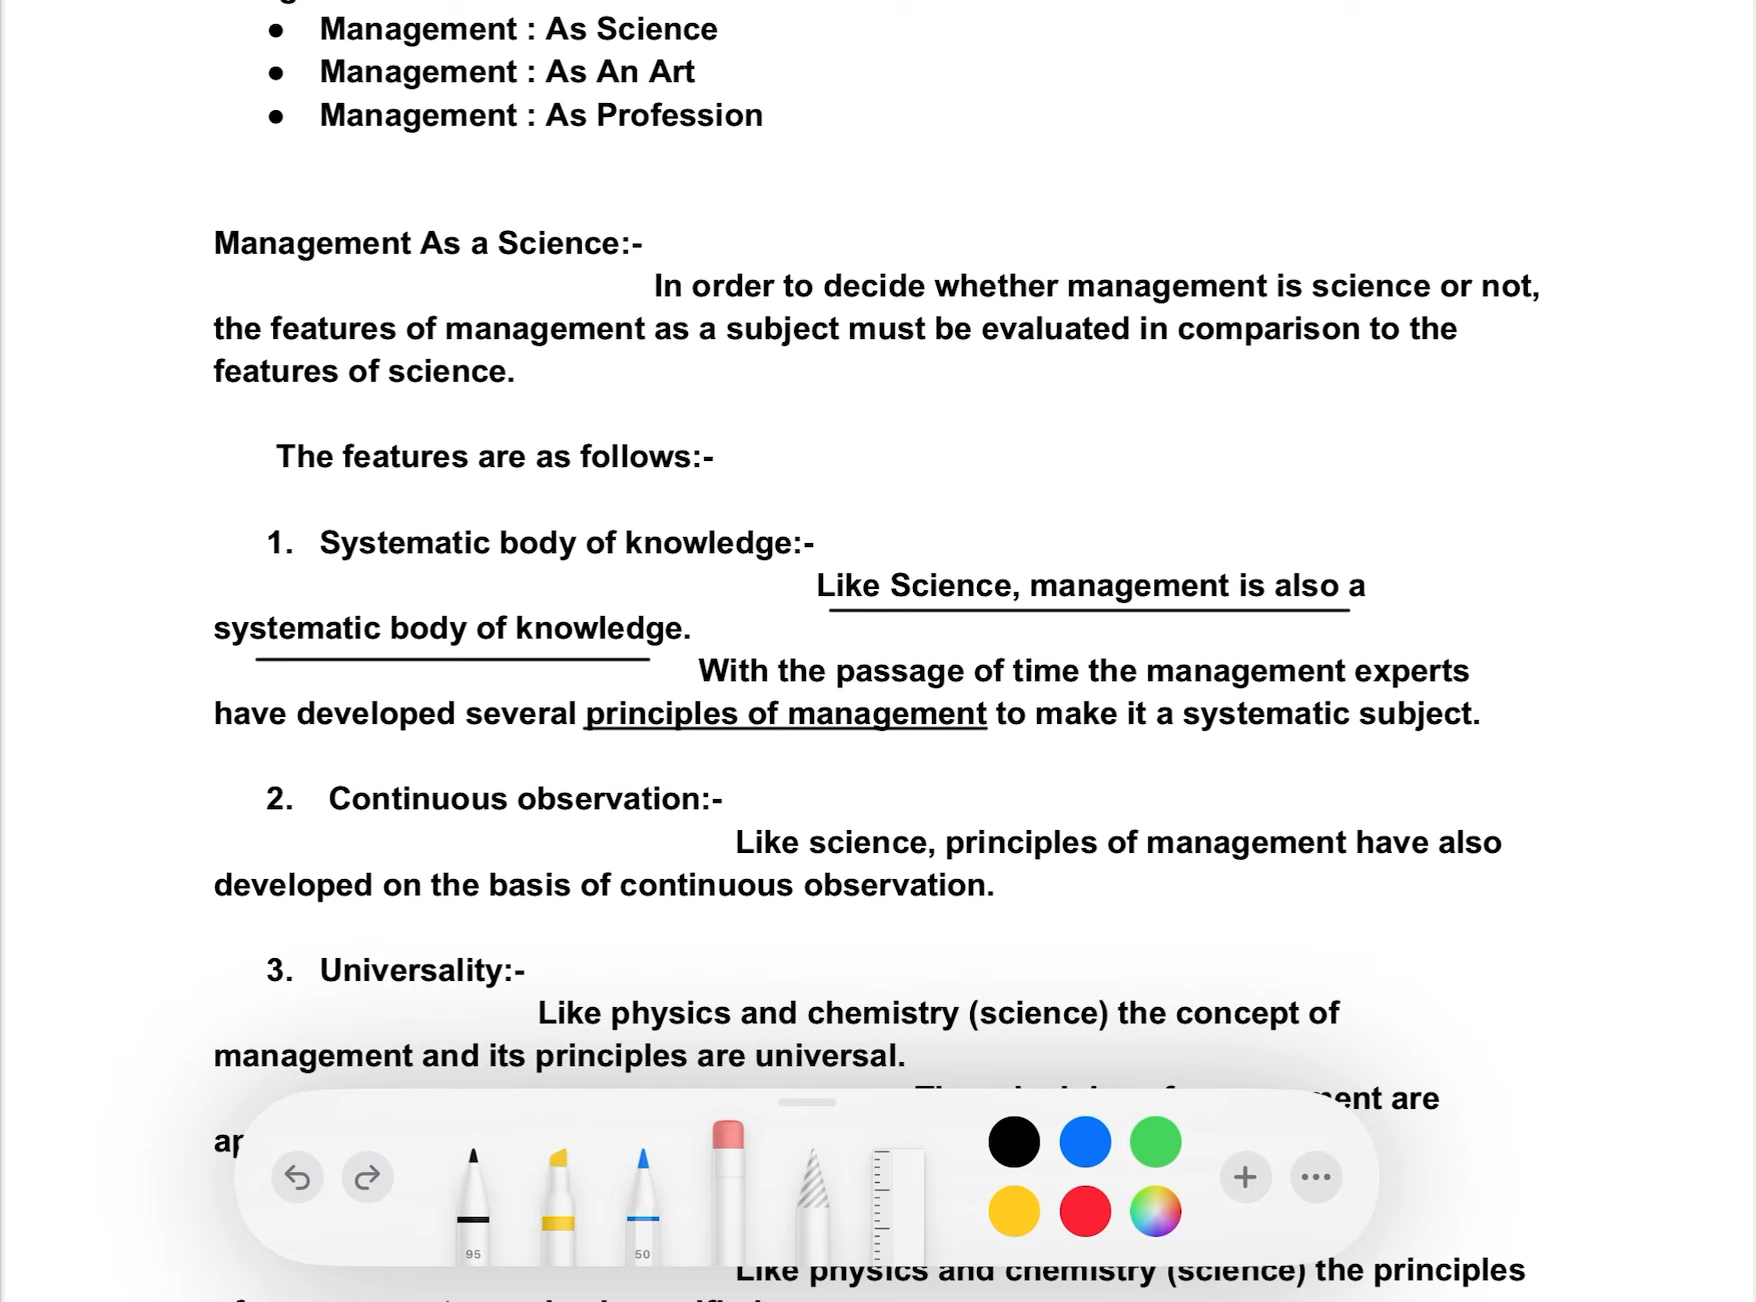 ● Management : As Science
● Management : As An Art
● Management : As Profession
Management As a Science:-
In order to decide whether management is science or not,
the features of management as a subject must be evaluated in comparison to the
features of science.
The features are as follows:-
1. Systematic body of knowledge:-
Like Science, management is also a
systematic body of knowledge.
With the passage of time the management experts
have developed several principles of management to make it a systematic subject.
2. Continuous observation:-
Like science, principles of management have also
developed on the basis of continuous observation.
3. Universality:-
Like physics and chemistry (science) the concept of
management and its principles are universal.
are
95
50
Like physics and chemistry (science) the principles